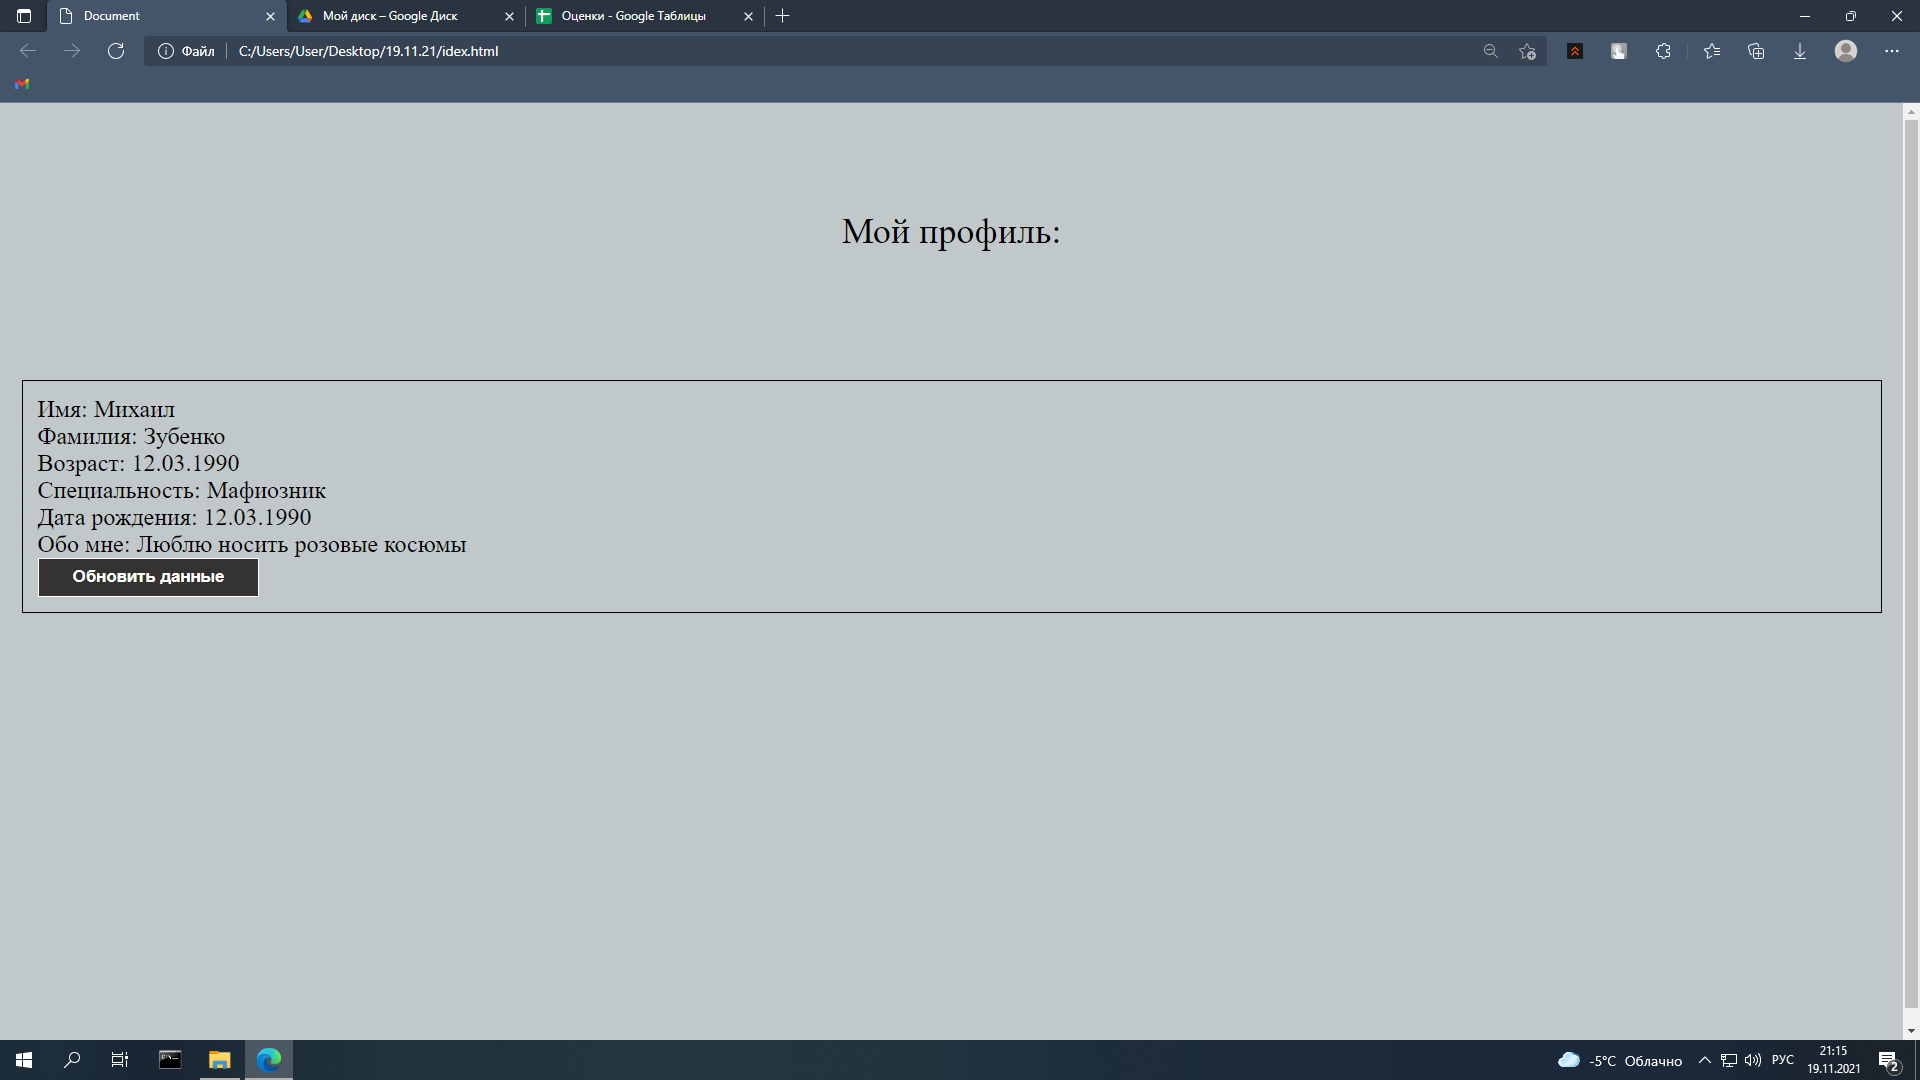 Document
Мой диск – Google Диск
Оценки - Google Таблицы
Файл
C:/Users/User/Desktop/19.11.21/idex.html
Мой профиль:
Имя: Михаил
Фамилия: Зубенко
Возраст: 12.03.1990
Специальность: Мафиозник
Дата рождения: 12.03.1990
Обо мне: Люблю носить розовые косюмы
Обновить данные
-5°C Облачно
РУС
21:15
19.11.2021
2